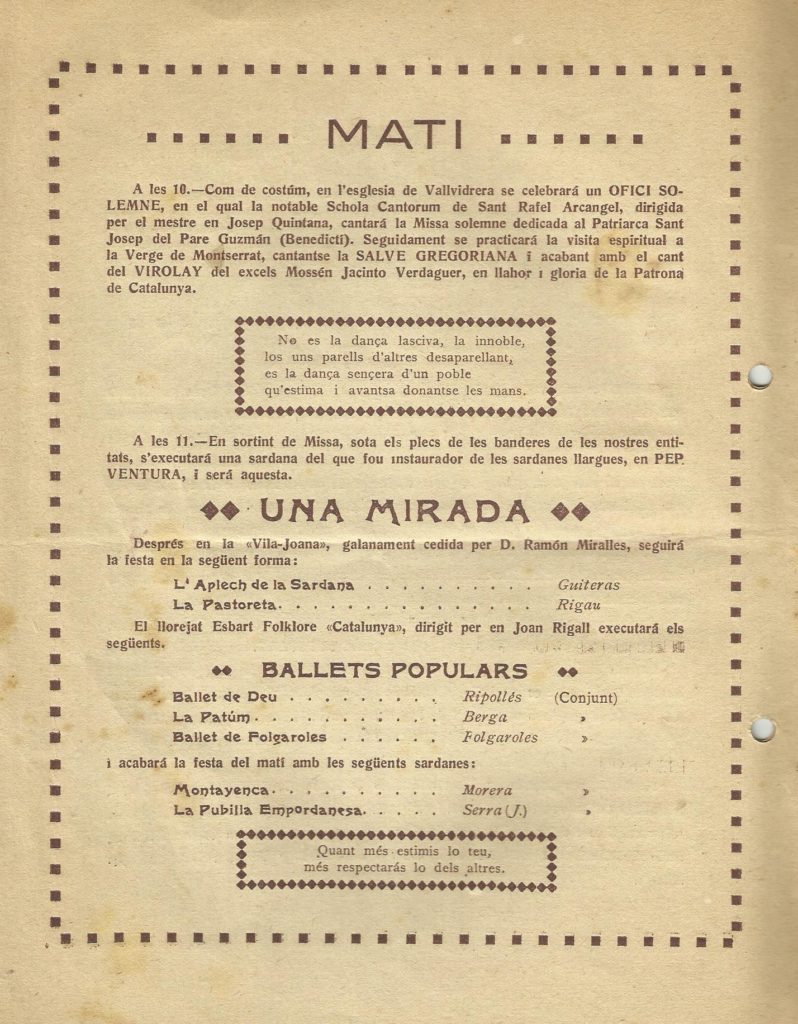 MATI
A les 10.—Com de costúm, en l'esglesia de Vallvidrera se celebrará un OFICI SO-
LEMNE, en el qual la notable Schola Cantorum de Sant Rafel Arcangel, dirigida
per el mestre en Josep Quintana, cantará la Missa solemne dedicada al Patriarca Sant
Josep del Pare Guzmán (Benedictí). Seguidament se practicará la visita espiritual a
la Verge de Montserrat, cantantse la SALVE GREGORIANA i acabant amb el cant
del VIROLAY del excels Mossén Jacinto Verdaguer, en llahor i gloria de la Patrona
de Catalunya.
No es la dança lasciva, la innoble,
los uns parells d'altres desaparellant,
es la dança sençera d'un poble
qu'estima i avantsa donantse les mans.
A les 11.—En sortint de Missa, sota els plecs de les banderes de les nostres enti-
tats, s'executará una sardana del que fou instaurador de les sardanes llargues, en PEP
VENTURA, i será aquesta.
UNA MIRADA
Després en la «Vila-Joana», galanament cedida per D. Ramón Miralles, seguirá
la festa en la següent forma:
L'Aplech de la Sardana . . . . . . . . . . Guiteras
La Pastoreta. . . . . . . . . . . . . . . Rigau
El llorejat Esbart Folklore «Catalunya», dirigit per en Joan Rigall executará els
següents.
BALLETS POPULARS
Ballet de Deu . . . . . . . . . Ripollés (Conjunt)
La Patúm. . . . . . . . . . . Berga »
Ballet de Folgaroles . . . . . . Folgaroles »
i acabará la festa del matí amb les següents sardanes:
Montayenca. . . . . . . . . . Morera »
La Pubilla Empordanesa. . . . . Serra (J.) »
Quant més estimis lo teu,
més respectarás lo dels altres.